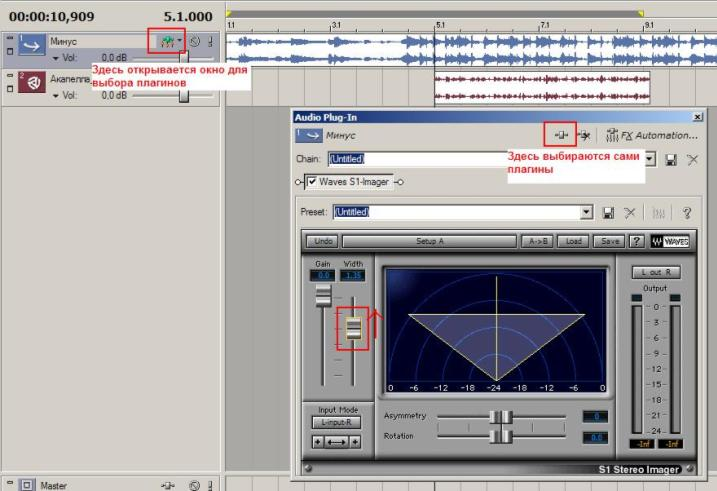 00:00:10,909
5.1.000
1.1
3.1
5.1
7.1
9.1
1
Минус
Vol:
0,0 dB
Здесь открывается окно для
выбора плагинов
2
Акапелла
Vol:
0,0 dB
Audio Plug-In
1
Минус
FX Automation...
Chain:
(Untitled)
Здесь выбираются сами
плагины
Waves S1-Imager
Preset:
(Untitled)
?
Undo
Setup A
A->B
Load
Save
?
WAVES
Gain
Width
0.0
1.35
L out R
Output
0
3
6
9
12
15
18
21
24
-Inf
-Inf
0
-6
-12
-18
-24
-18
-12
-6
0
Input Mode
L-input-R
Asymmetry
0
Rotation
0.0
S1 Stereo Imager
Master